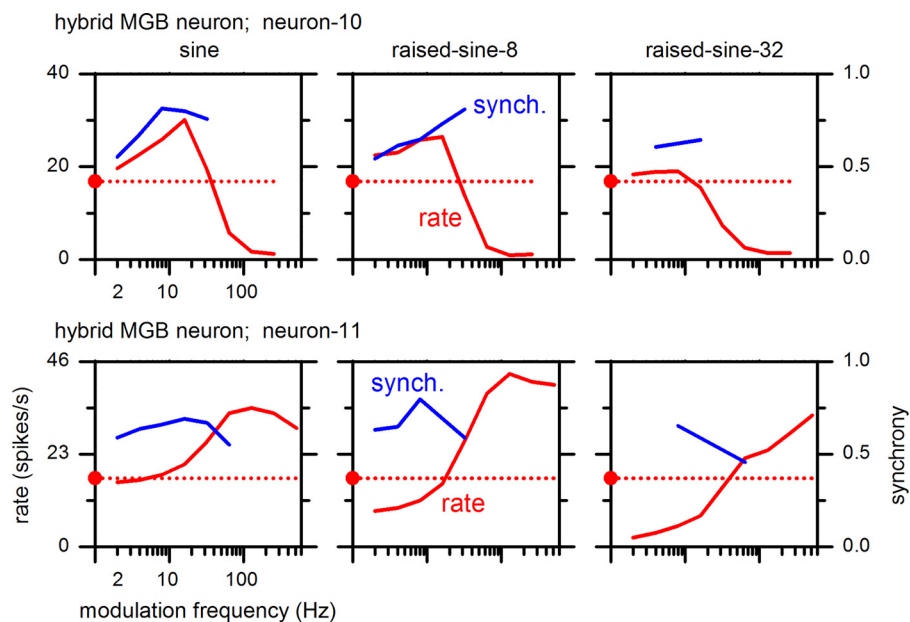 hybrid MGB neuron; neuron-10
sine raised-sine-8 raised-sine-32
40 1.0
synch.
20 0.5
rate
0 0.0
2 10 100
hybrid MGB neuron; neuron-11
46 1.0
synch.
rate (spikes/s) 23 0.5 synchrony
rate
0 0.0
2 10 100
modulation frequency (Hz)